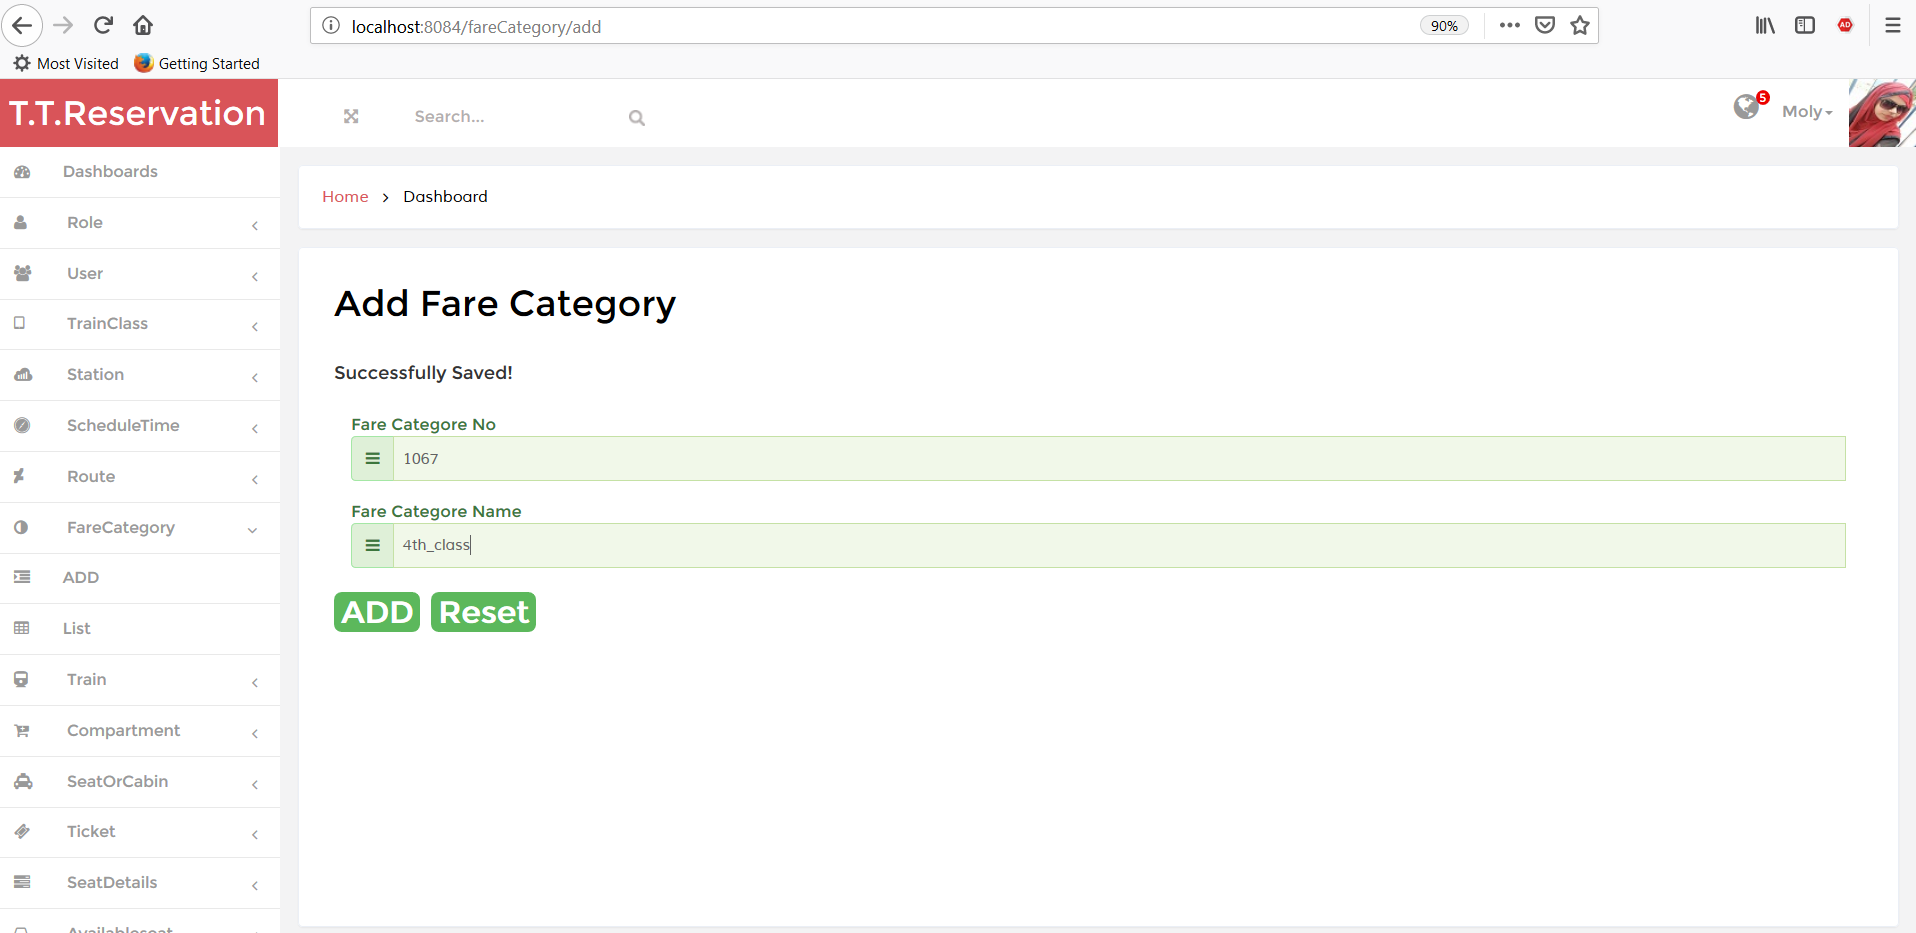 localhost:8084/fareCategory/add
90%
Most Visited
Getting Started
T.T.Reservation
Search...
5
Moly
Dashboards
Role
User
TrainClass
Station
ScheduleTime
Route
FareCategory
ADD
List
Train
Compartment
SeatOrCabin
Ticket
SeatDetails
Availableseat
Home > Dashboard
Add Fare Category
Successfully Saved!
Fare Categore No
1067
Fare Categore Name
4th_class
ADD Reset